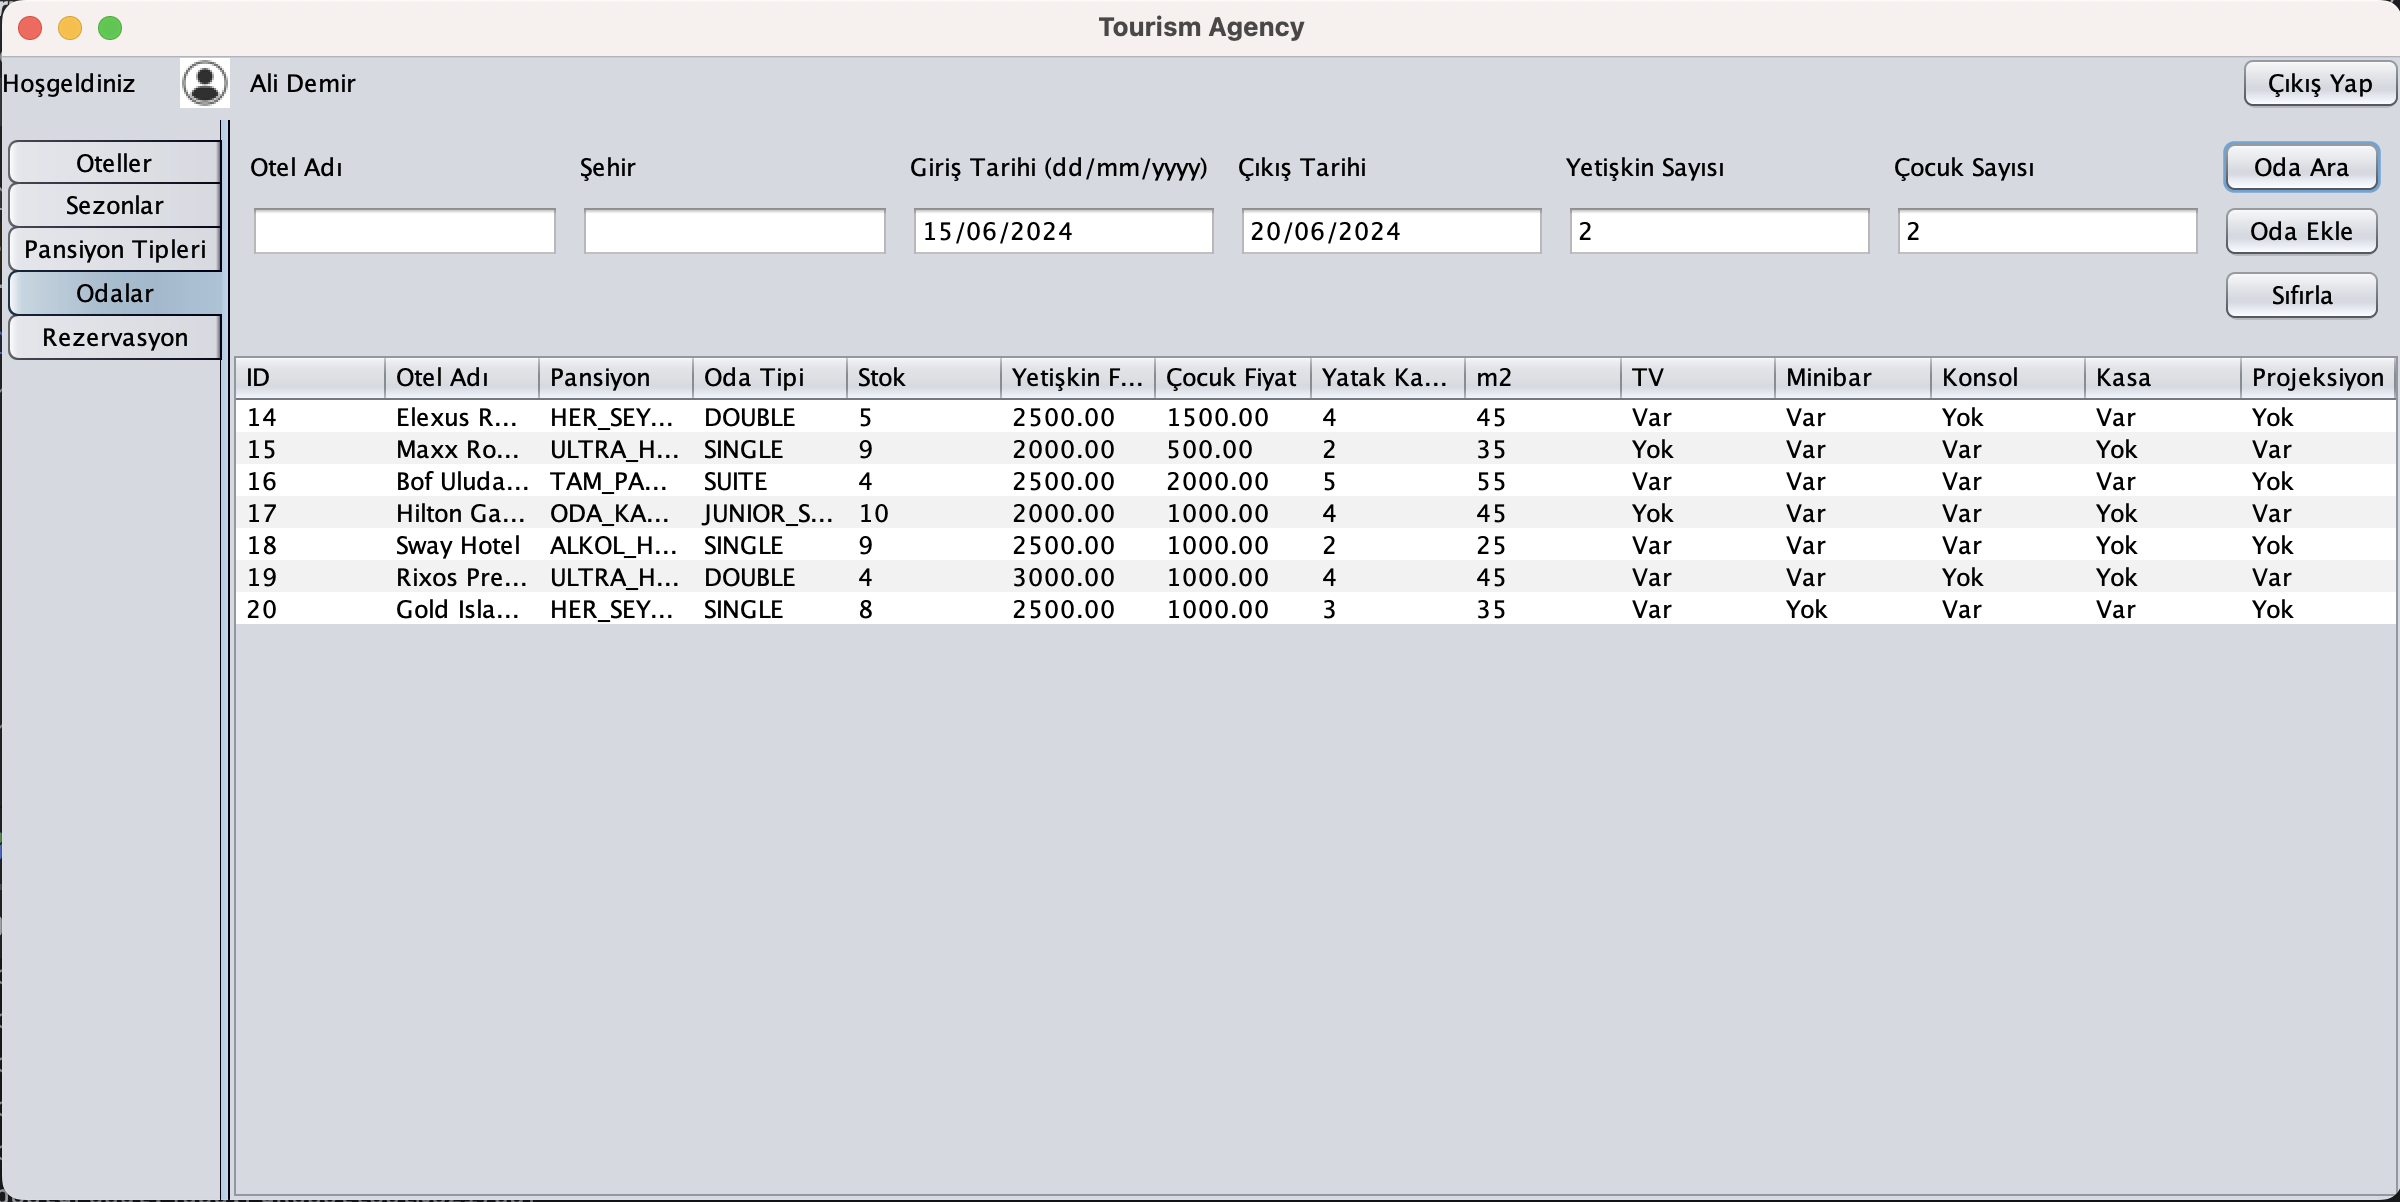 Tourism Agency
Hoşgeldiniz Ali Demir Çıkış Yap
Oteller
Sezonlar
Pansiyon Tipleri
Odalar
Rezervasyon
Otel Adı Şehir Giriş Tarihi (dd/mm/yyyy) Çıkış Tarihi Yetişkin Sayısı Çocuk Sayısı Oda Ara
15/06/2024 20/06/2024 2 2 Oda Ekle
Sıfırla
ID Otel Adı Pansiyon Oda Tipi Stok Yetişkin F... Çocuk Fiyat Yatak Ka... m2 TV Minibar Konsol Kasa Projeksiyon
14 Elexus R... HER_SEY... DOUBLE 5 2500.00 1500.00 4 45 Var Var Yok Var Yok
15 Maxx Ro... ULTRA_H... SINGLE 9 2000.00 500.00 2 35 Yok Var Var Yok Var
16 Bof Uluda... TAM_PA... SUITE 4 2500.00 2000.00 5 55 Var Var Var Var Yok
17 Hilton Ga... ODA_KA... JUNIOR_S... 10 2000.00 1000.00 4 45 Yok Var Var Yok Var
18 Sway Hotel ALKOL_H... SINGLE 9 2500.00 1000.00 2 25 Var Var Var Yok Yok
19 Rixos Pre... ULTRA_H... DOUBLE 4 3000.00 1000.00 4 45 Var Var Yok Yok Var
20 Gold Isla... HER_SEY... SINGLE 8 2500.00 1000.00 3 35 Var Yok Var Var Yok